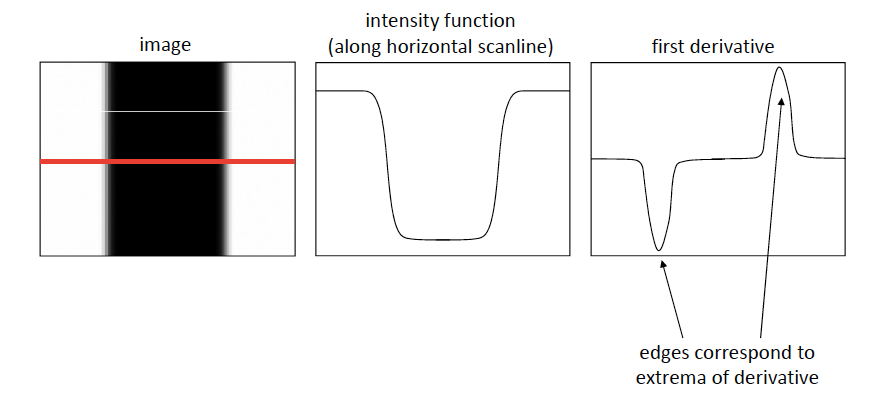 image
intensity function
(along horizontal scanline)
first derivative
edges correspond to
extrema of derivative